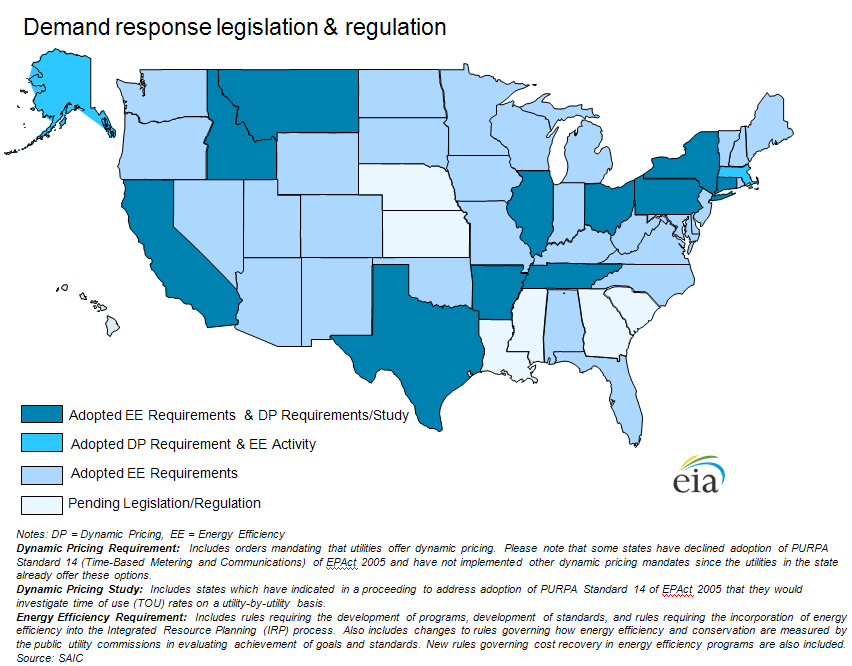 Demand response legislation & regulation
Adopted EE Requirements & DP Requirements/Study
Adopted DP Requirement & EE Activity
Adopted EE Requirements
Pending Legislation/Regulation
eia
Notes: DP = Dynamic Pricing, EE = Energy Efficiency
Dynamic Pricing Requirement: Includes orders mandating that utilities offer dynamic pricing. Please note that some states have declined adoption of PURPA
Standard 14 (Time-Based Metering and Communications) of EPAct 2005 and have not implemented other dynamic pricing mandates since the utilities in the state
already offer these options.
Dynamic Pricing Study: Includes states which have indicated in a proceeding to address adoption of PURPA Standard 14 of EPAct 2005 that they would
investigate time of use (TOU) rates on a utility-by-utility basis.
Energy Efficiency Requirement: Includes rules requiring the development of programs, development of standards, and rules requiring the incorporation of energy
efficiency into the Integrated Resource Planning (IRP) process. Also includes changes to rules governing how energy efficiency and conservation are measured by
the public utility commissions in evaluating achievement of goals and standards. New rules governing cost recovery in energy efficiency programs are also included.
Source: SAIC